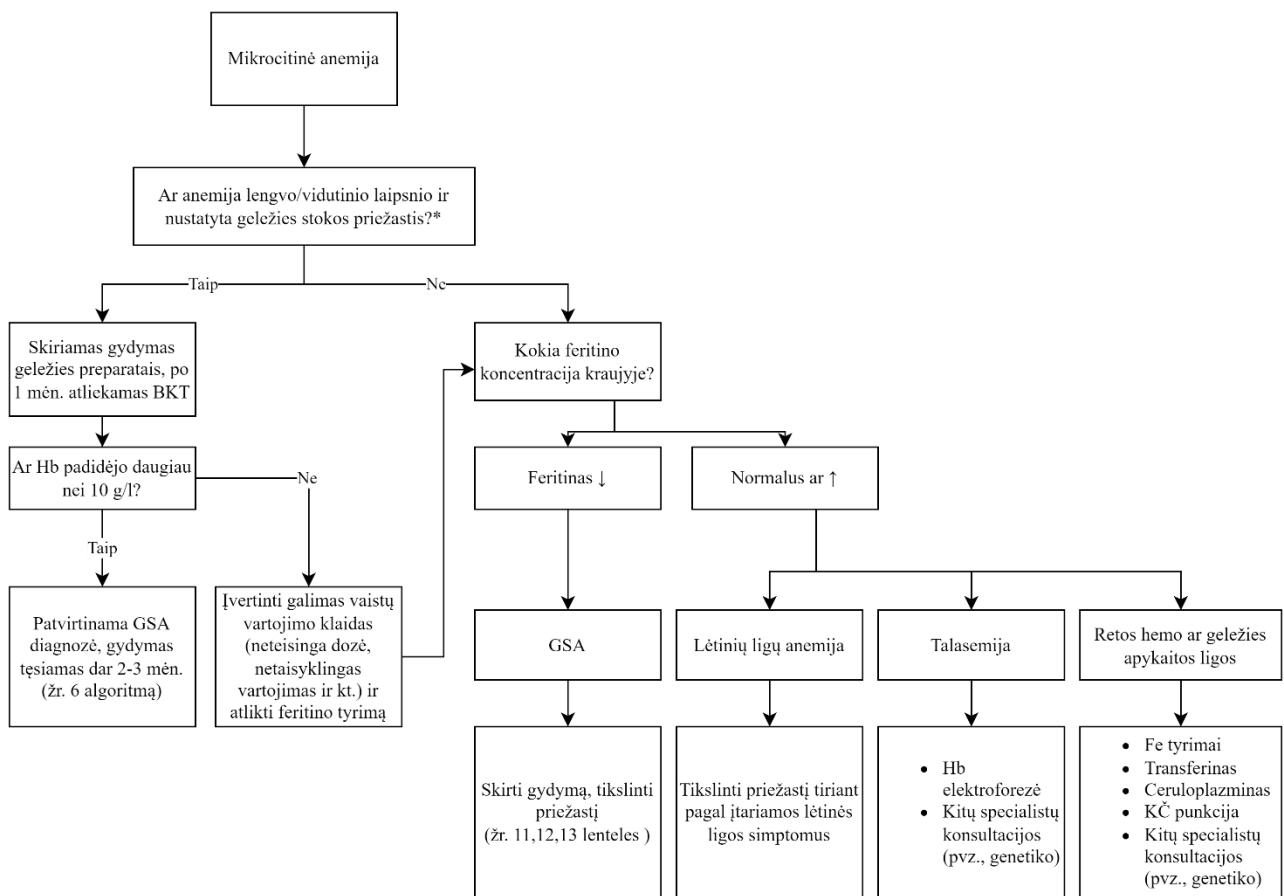 Mikrocitinė anemija
Ar anemija lengvo/vidutinio laipsnio ir
nustatyta geležies stokos priežastis?*
Taip
Ne
Skiriamas gydymas
geležies preparatais, po
1 mėn. atliekamas BKT
Kokia feritino
koncentracija kraujyje?
Ar Hb padidėjo daugiau
nei 10 g/l?
Ne
Feritinas ↓
Normalus ar ↑
Taip
Patvirtinama GSA
diagnozė, gydymas
tęsiamas dar 2-3 mėn.
(žr. 6 algoritmą)
Įvertinti galimas vaistų
vartojimo klaidas
(neteisinga dozė,
netaisyklingas
vartojimas ir kt.) ir
atlikti feritino tyrimą
GSA
Lėtinių ligų anemija
Talasemija
Retos hemo ar geležies
apykaitos ligos
Skirti gydymą, tikslinti
priežastį
(žr. 11,12,13 lenteles )
Tikslinti priežastį tiriant
pagal įtariamos lėtinės
ligos simptomus
• Hb
elektroforezė
• Kitų specialistų
konsultacijos
(pvz., genetiko)
• Fe tyrimai
• Transferinas
• Ceruloplazminas
• KČ punkcija
• Kitų specialistų
konsultacijos
(pvz., genetiko)